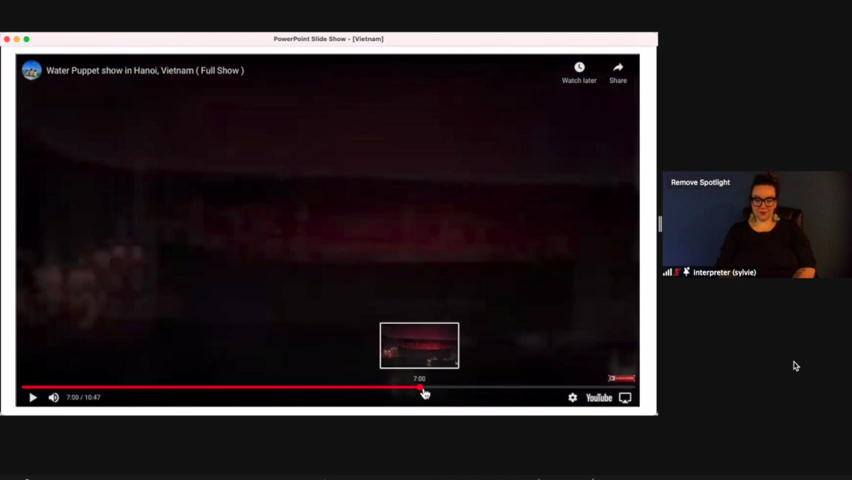 PowerPoint Slide Show - [Vietnam]
Water Puppet show in Hanoi, Vietnam ( Full Show )
Watch later
Share
Remove Spotlight
interpreter (sylvie)
7:00
7:00 / 10:47
YouTube